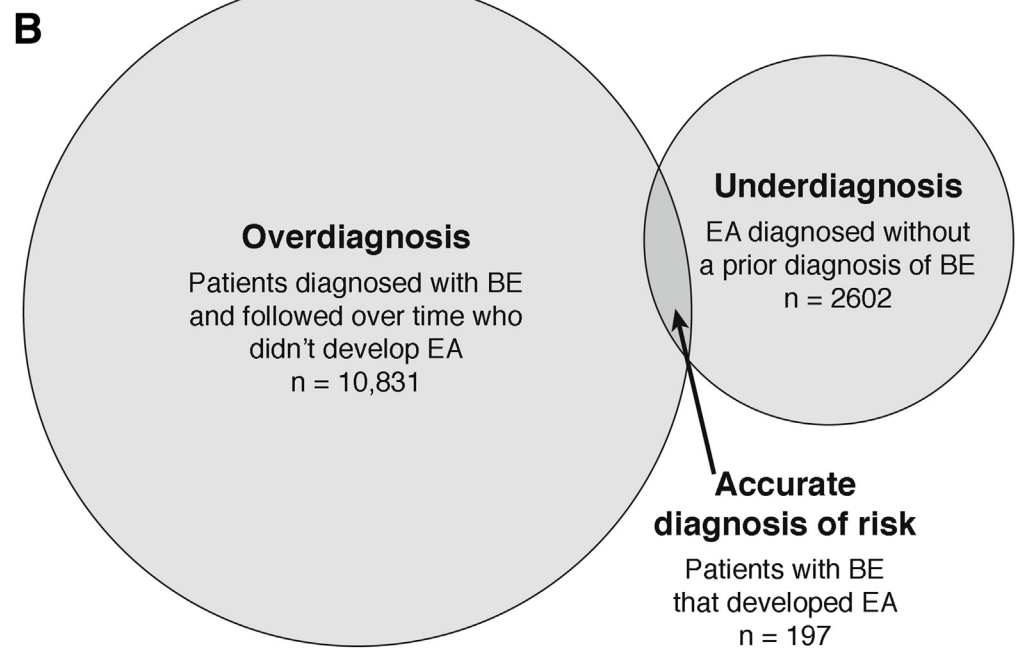 B
Overdiagnosis
Patients diagnosed with BE
and followed over time who
didn’t develop EA
n = 10,831
Underdiagnosis
EA diagnosed without
a prior diagnosis of BE
n = 2602
Accurate
diagnosis of risk
Patients with BE
that developed EA
n = 197